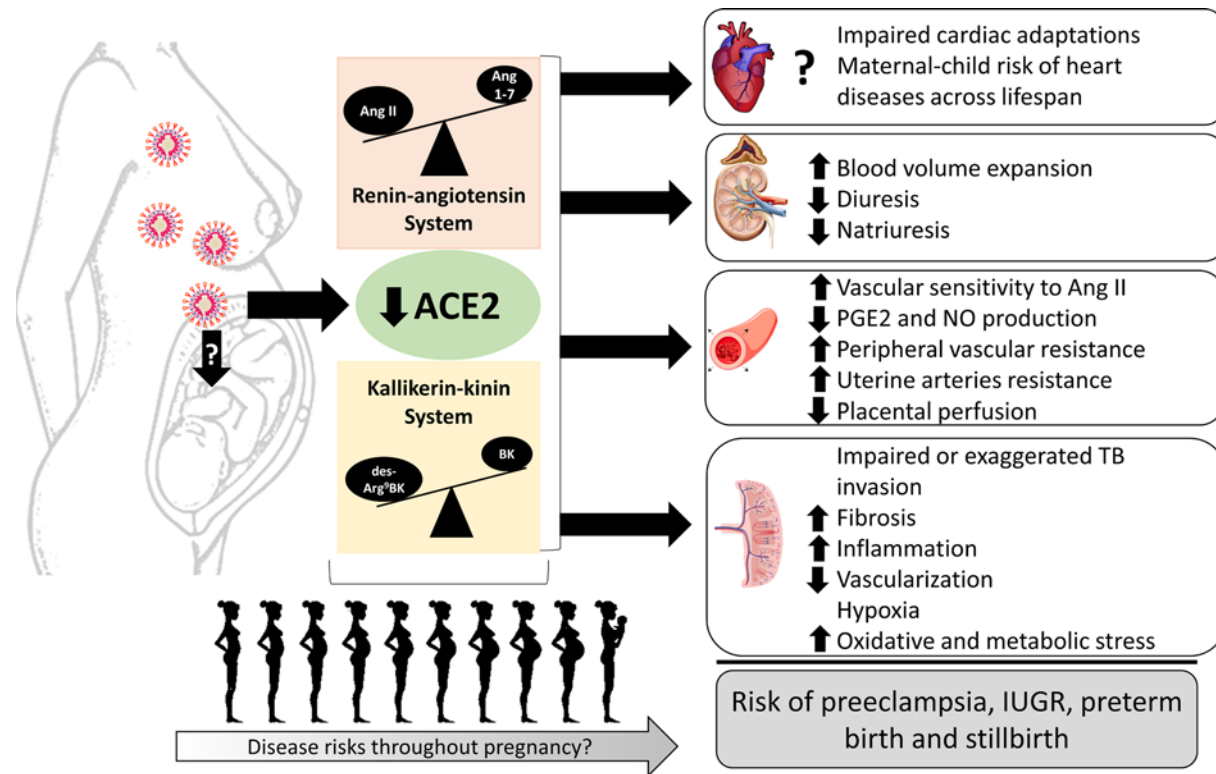 Ang II
Ang
1-7
Renin-angiotensin
System
?
ACE2
Kallikerin-kinin
System
des-
Arg⁹BK
BK
?
Impaired cardiac adaptations
Maternal-child risk of heart
diseases across lifespan
Blood volume expansion
Diuresis
Natriuresis
Vascular sensitivity to Ang II
PGE2 and NO production
Peripheral vascular resistance
Uterine arteries resistance
Placental perfusion
Impaired or exaggerated TB
invasion
Fibrosis
Inflammation
Vascularization
Hypoxia
Oxidative and metabolic stress
Risk of preeclampsia, IUGR, preterm
birth and stillbirth
Disease risks throughout pregnancy?